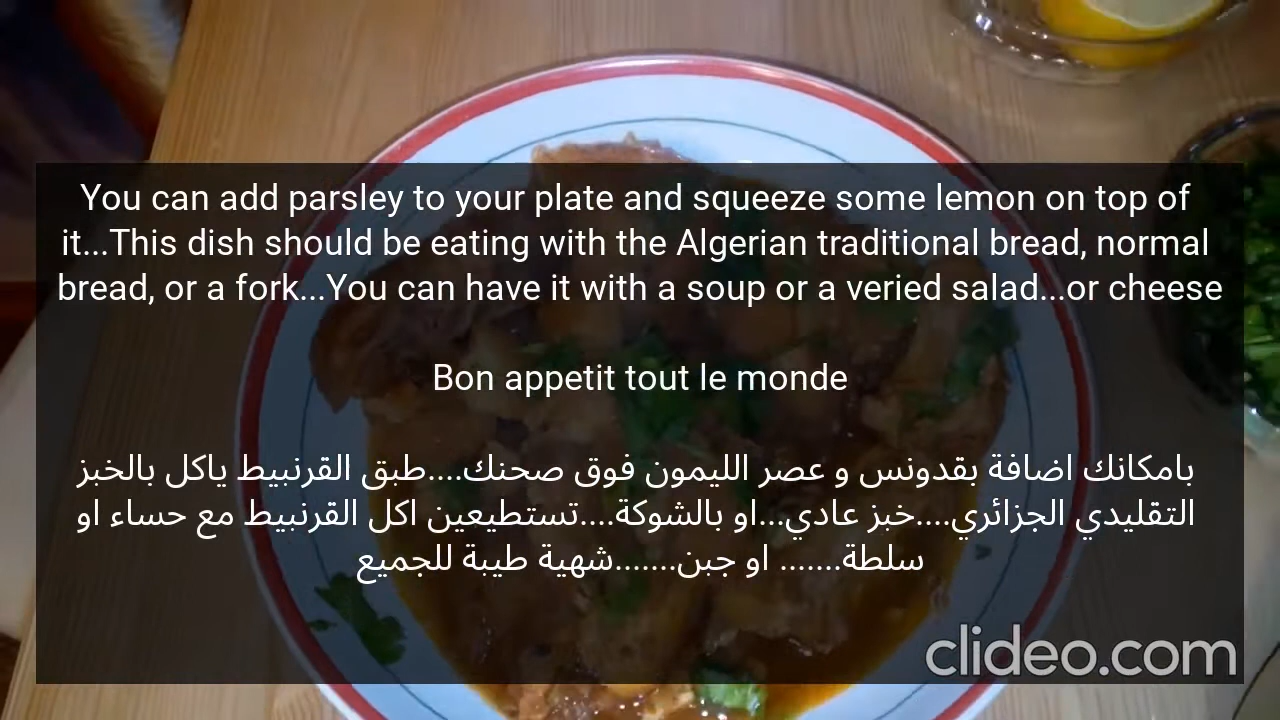 You can add parsley to your plate and squeeze some lemon on top of
it...This dish should be eating with the Algerian traditional bread, normal
bread, or a fork...You can have it with a soup or a veried salad...or cheese
Bon appetit tout le monde
بامكانك اضافة بقدونس و عصر الليمون فوق صحنك....طبق القرنبيط ياكل بالخبز
التقليدي الجزائري....خبز عادي...او بالشوكة....تستطيعين اكل القرنبيط مع حساء او
سلطة....... او جبن.......شهية طيبة للجميع
clideo.com